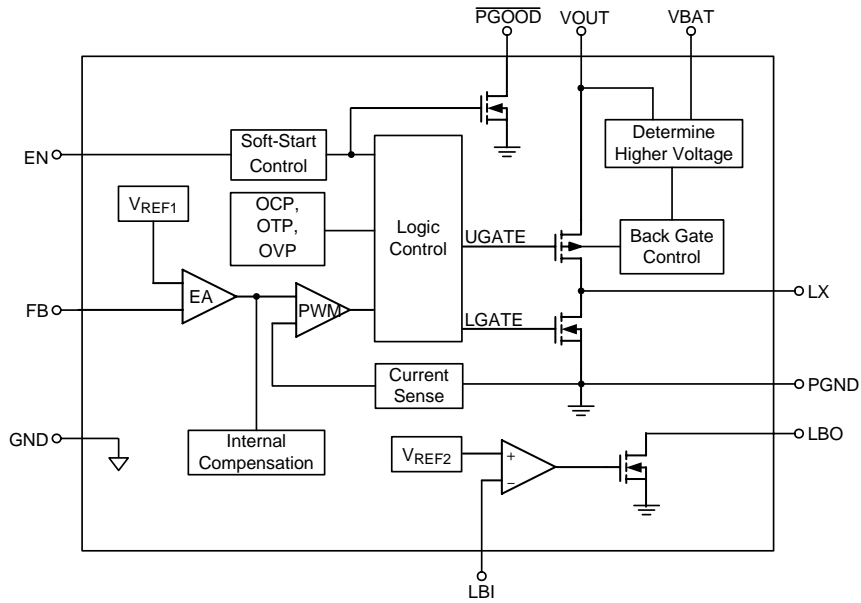 PGOOD VOUT VBAT
EN
Soft-Start
Control
Determine
Higher Voltage
VREF1
OCP,
OTP,
OVP
Logic
Control
UGATE
Back Gate
Control
FB
EA
PWM
LGATE
LX
Current
Sense
PGND
GND
Internal
Compensation
VREF2
+
−
LBO
LBI